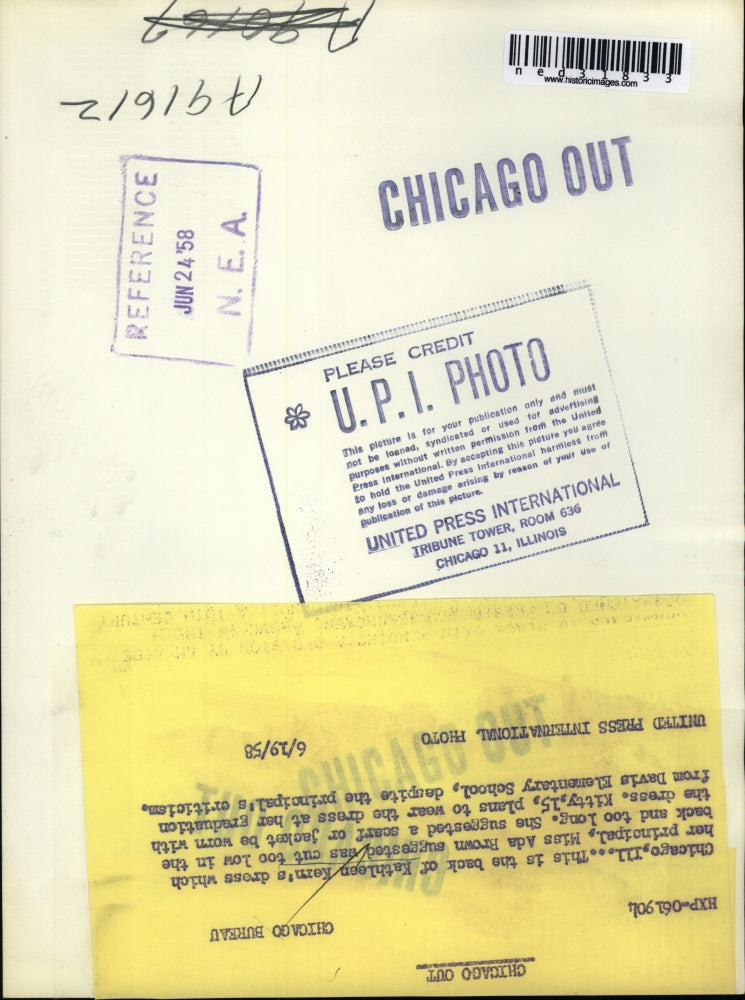 A91612
ned31833
www.historicimages.com
CHICAGO OUT
REFERENCE
JUN 24 '58
N. E. A.
PLEASE CREDIT
U. P. I. PHOTO
This picture is for your publication only and must
not be loaned, syndicated or used for advertising
purposes without written permission from the United
Press International. By accepting this picture you agree
to hold the United Press International harmless from
any loss or damage arising by reason of your use of
publication of this picture.
UNITED PRESS INTERNATIONAL
TRIBUNE TOWER, ROOM 636
CHICAGO 11, ILLINOIS
CHICAGO OUT
CHICAGO BUREAU
HXP-061904
Chicago,Ill....This is the back of Kathleen Kern's dress which
her principal, Miss Ada Brown suggested was cut too low in the
back and too long. She suggested a scarf or jacket be worn with
the dress. Kitty,15, plans to wear the dress at her graduation
from Davis Elementary School, despite the principal's criticism.
UNITED PRESS INTERNATIONAL PHOTO 6/19/58
CHICAGO OUT